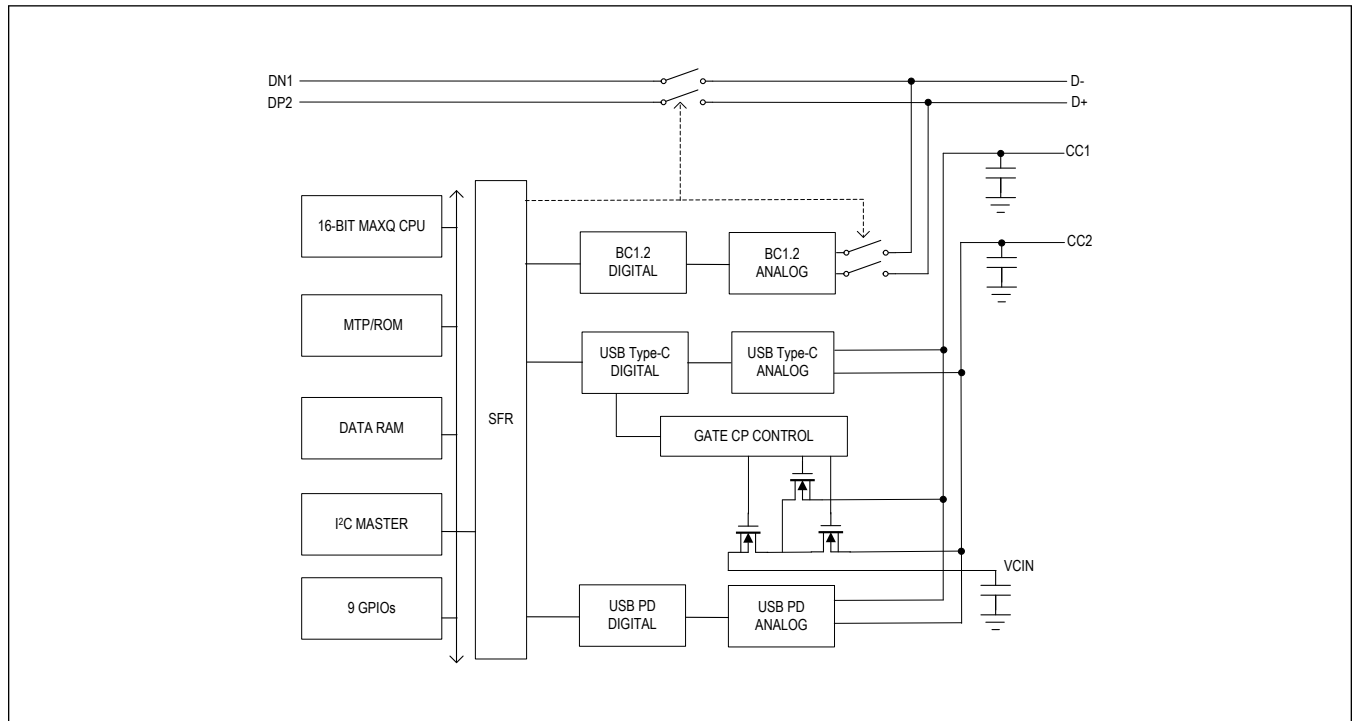 DN1
D-
DP2
D+
CC1
16-BIT MAXQ CPU
CC2
BC1.2
DIGITAL
BC1.2
ANALOG
MTP/ROM
USB Type-C
DIGITAL
USB Type-C
ANALOG
DATA RAM
SFR
GATE CP CONTROL
I²C MASTER
VCIN
9 GPIOs
USB PD
DIGITAL
USB PD
ANALOG